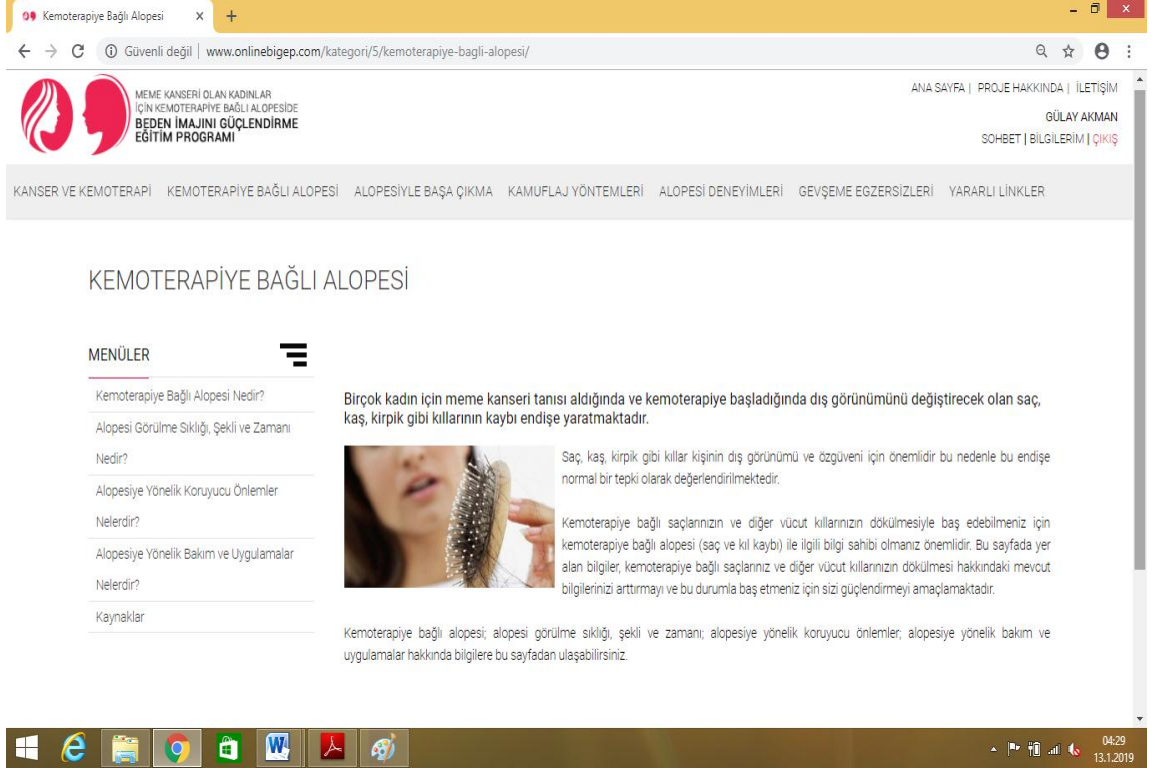 Kemoterapiye Bağlı Alopesi
Güvenli değil | www.onlinebigep.com/kategori/5/kemoterapiye-bagli-alopesi/
MEME KANSERİ OLAN KADINLAR
İÇİN KEMOTERAPİYE BAĞLI ALOPESİDE
BEDEN İMAJINI GÜÇLENDİRME
EĞİTİM PROGRAMI
ANA SAYFA | PROJE HAKKINDA | İLETİŞİM
GÜLAY AKMAN
SOHBET | BİLGİLERİM | ÇIKIŞ
KANSER VE KEMOTERAPİ KEMOTERAPİYE BAĞLI ALOPESİ ALOPESİYLE BAŞA ÇIKMA KAMUFLAJ YÖNTEMLERİ ALOPESİ DENEYİMLERİ GEVŞEME EGZERSİZLERİ YARARLI LİNKLER
KEMOTERAPİYE BAĞLI ALOPESİ
MENÜLER
Kemoterapiye Bağlı Alopesi Nedir?
Alopesi Görülme Sıklığı, Şekli ve Zamanı
Nedir?
Alopesiye Yönelik Koruyucu Önlemler
Nelerdir?
Alopesiye Yönelik Bakım ve Uygulamalar
Nelerdir?
Kaynaklar
Birçok kadın için meme kanseri tanısı aldığında ve kemoterapiye başladığında dış görünümünü değiştirecek olan saç,
kaş, kirpik gibi kıllarının kaybı endişe yaratmaktadır.
Saç, kaş, kirpik gibi kıllar kişinin dış görünümü ve özgüveni için önemlidir bu nedenle bu endişe
normal bir tepki olarak değerlendirilmektedir.
Kemoterapiye bağlı saçlarınızın ve diğer vücut kıllarınızın dökülmesiyle baş edebilmeniz için
kemoterapiye bağlı alopesi (saç ve kıl kaybı) ile ilgili bilgi sahibi olmanız önemlidir. Bu sayfada yer
alan bilgiler, kemoterapiye bağlı saçlarınız ve diğer vücut kıllarınızın dökülmesi hakkındaki mevcut
bilgilerinizi arttırmayı ve bu durumla baş etmeniz için sizi güçlendirmeyi amaçlamaktadır.
Kemoterapiye bağlı alopesi; alopesi görülme sıklığı, şekli ve zamanı; alopesiye yönelik koruyucu önlemler; alopesiye yönelik bakım ve
uygulamalar hakkında bilgilere bu sayfadan ulaşabilirsiniz.
04:29
13.1.2019